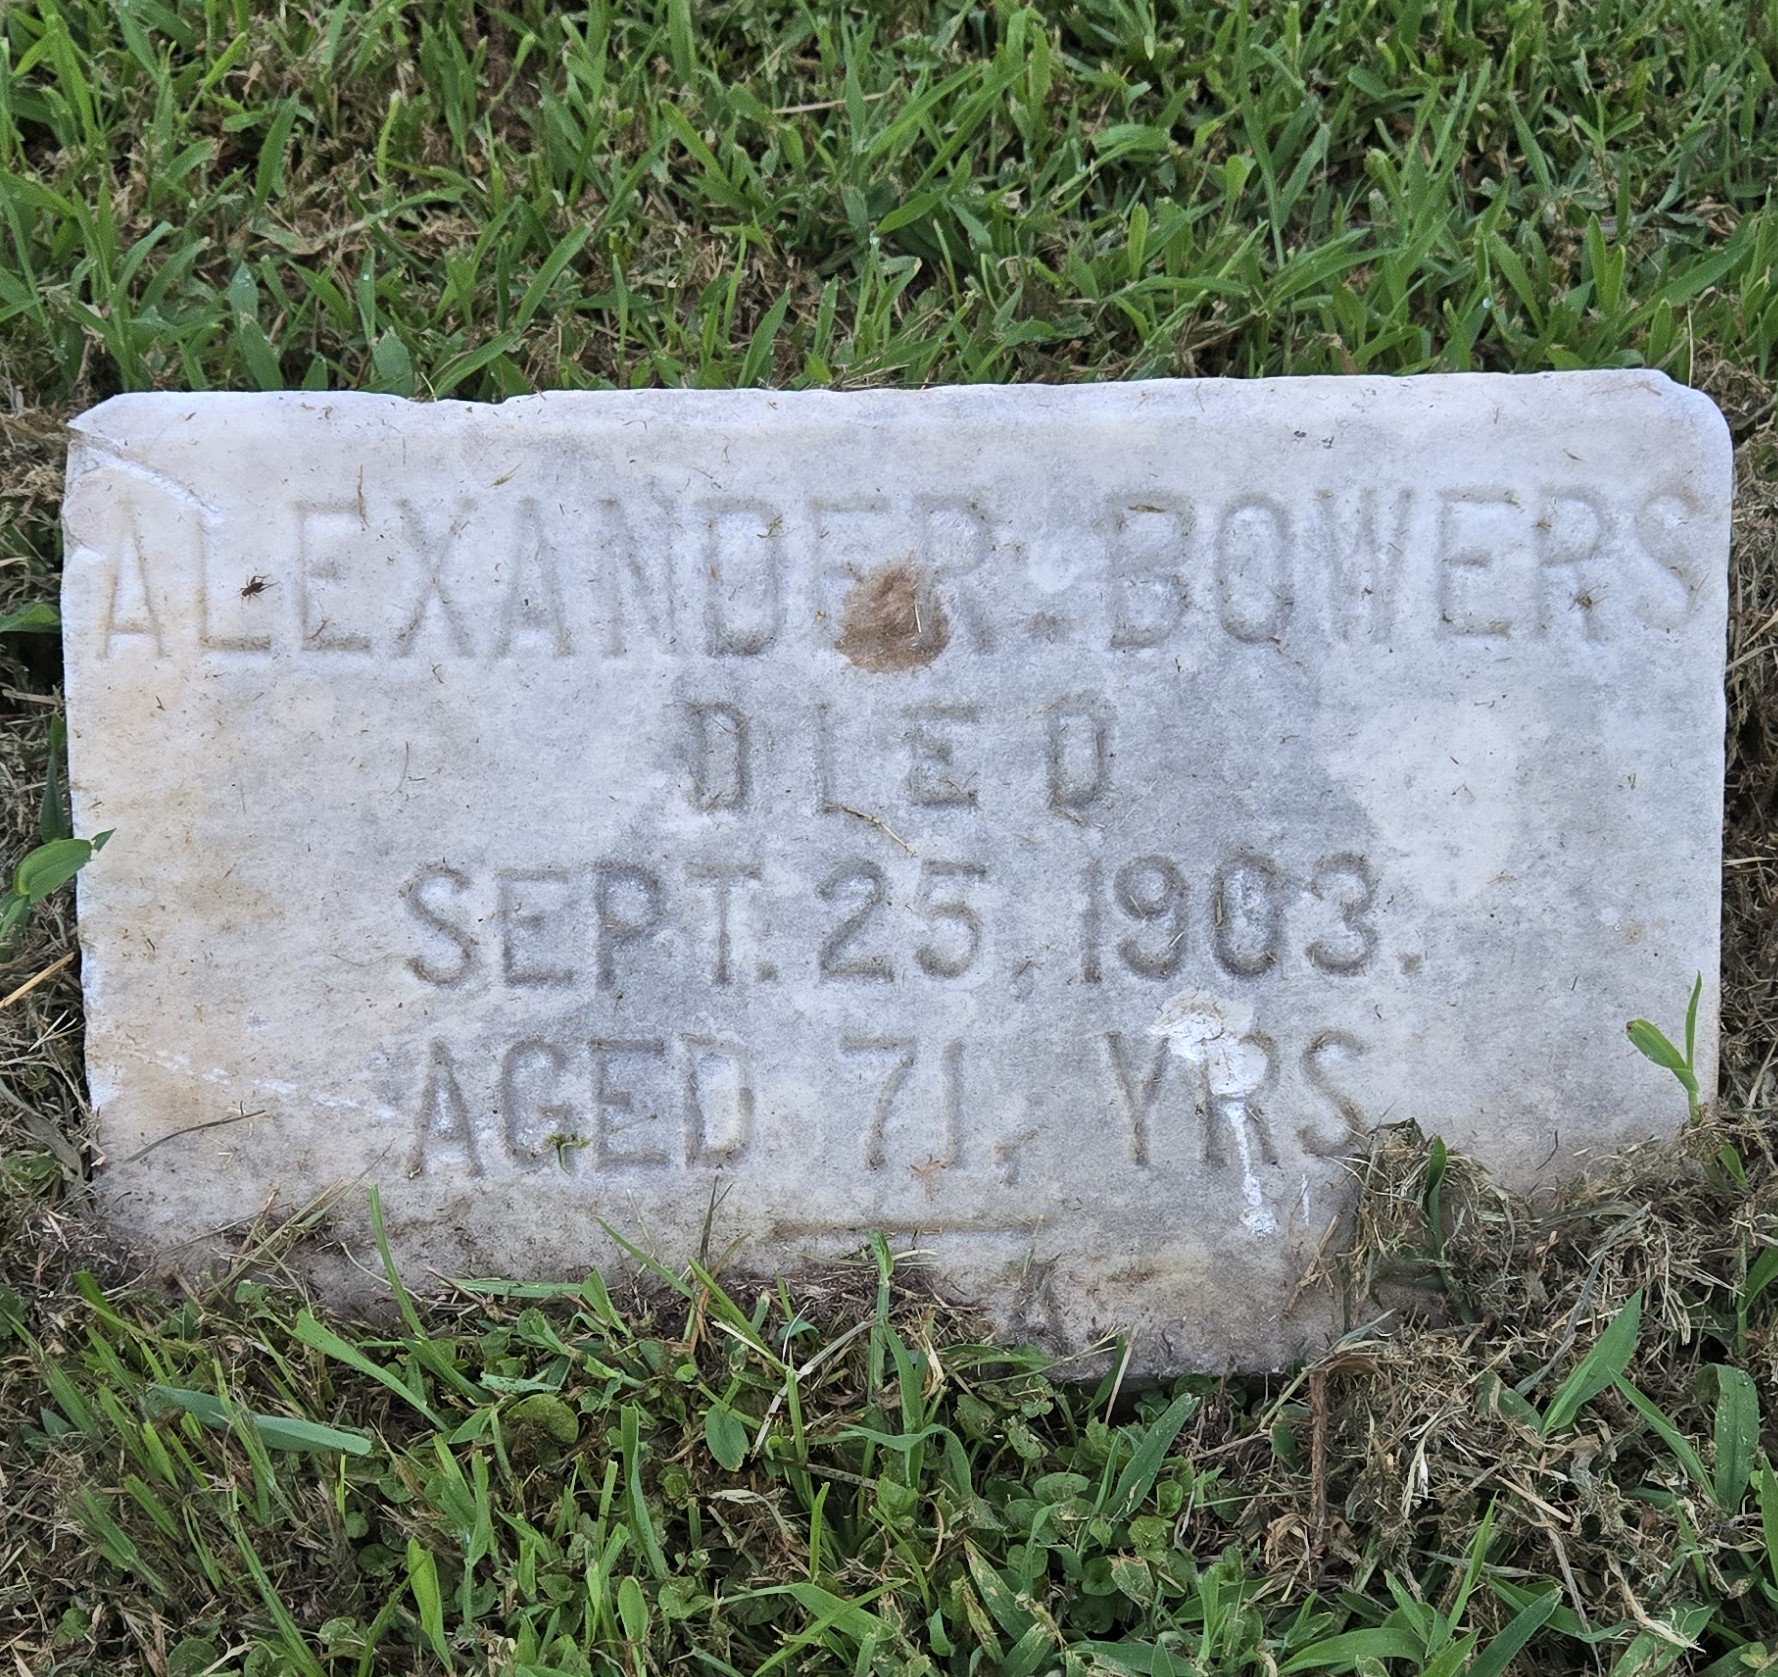 ALEXANDER. BOWERS
DIED
SEPT. 25, 1903.
AGED 71, YRS